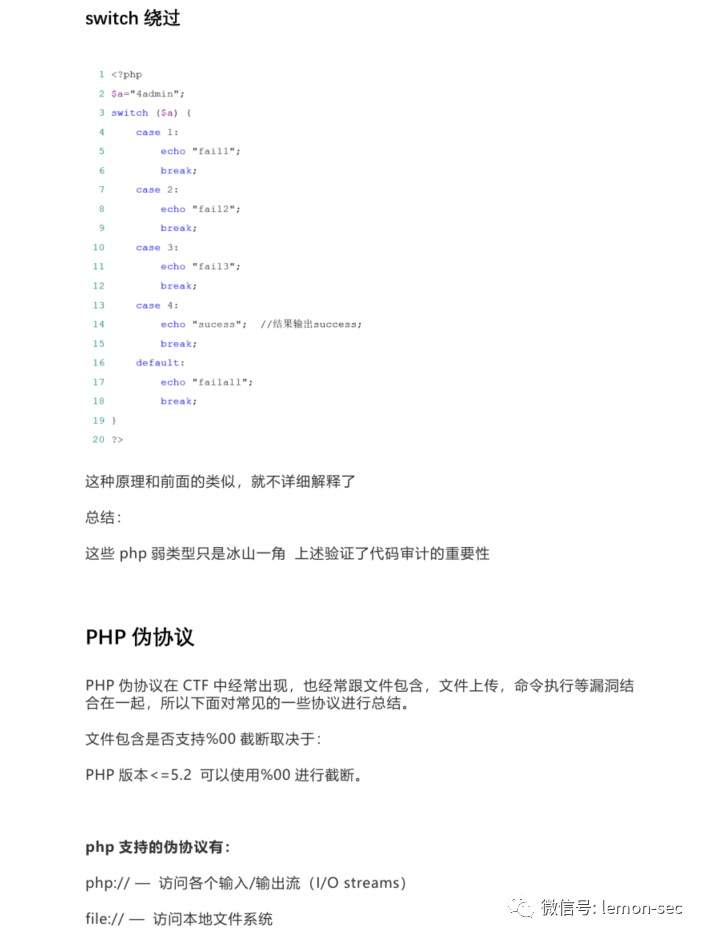 switch 绕过
1 <?php
2 $a="4admin";
3 switch ($a) {
4 case 1:
5 echo "fail1";
6 break;
7 case 2:
8 echo "fail2";
9 break;
10 case 3:
11 echo "fail3";
12 break;
13 case 4:
14 echo "sucess"; //结果输出success;
15 break;
16 default:
17 echo "failall";
18 break;
19 }
20 ?>
这种原理和前面的类似，就不详细解释了
总结：
这些 php 弱类型只是冰山一角 上述验证了代码审计的重要性
PHP 伪协议
PHP 伪协议在 CTF 中经常出现，也经常跟文件包含，文件上传，命令执行等漏洞结
合在一起，所以下面对常见的一些协议进行总结。
文件包含是否支持%00 截断取决于：
PHP 版本<=5.2 可以使用%00 进行截断。
php 支持的伪协议有：
php:// — 访问各个输入/输出流（I/O streams）
file:// — 访问本地文件系统
微信号: lemon-sec